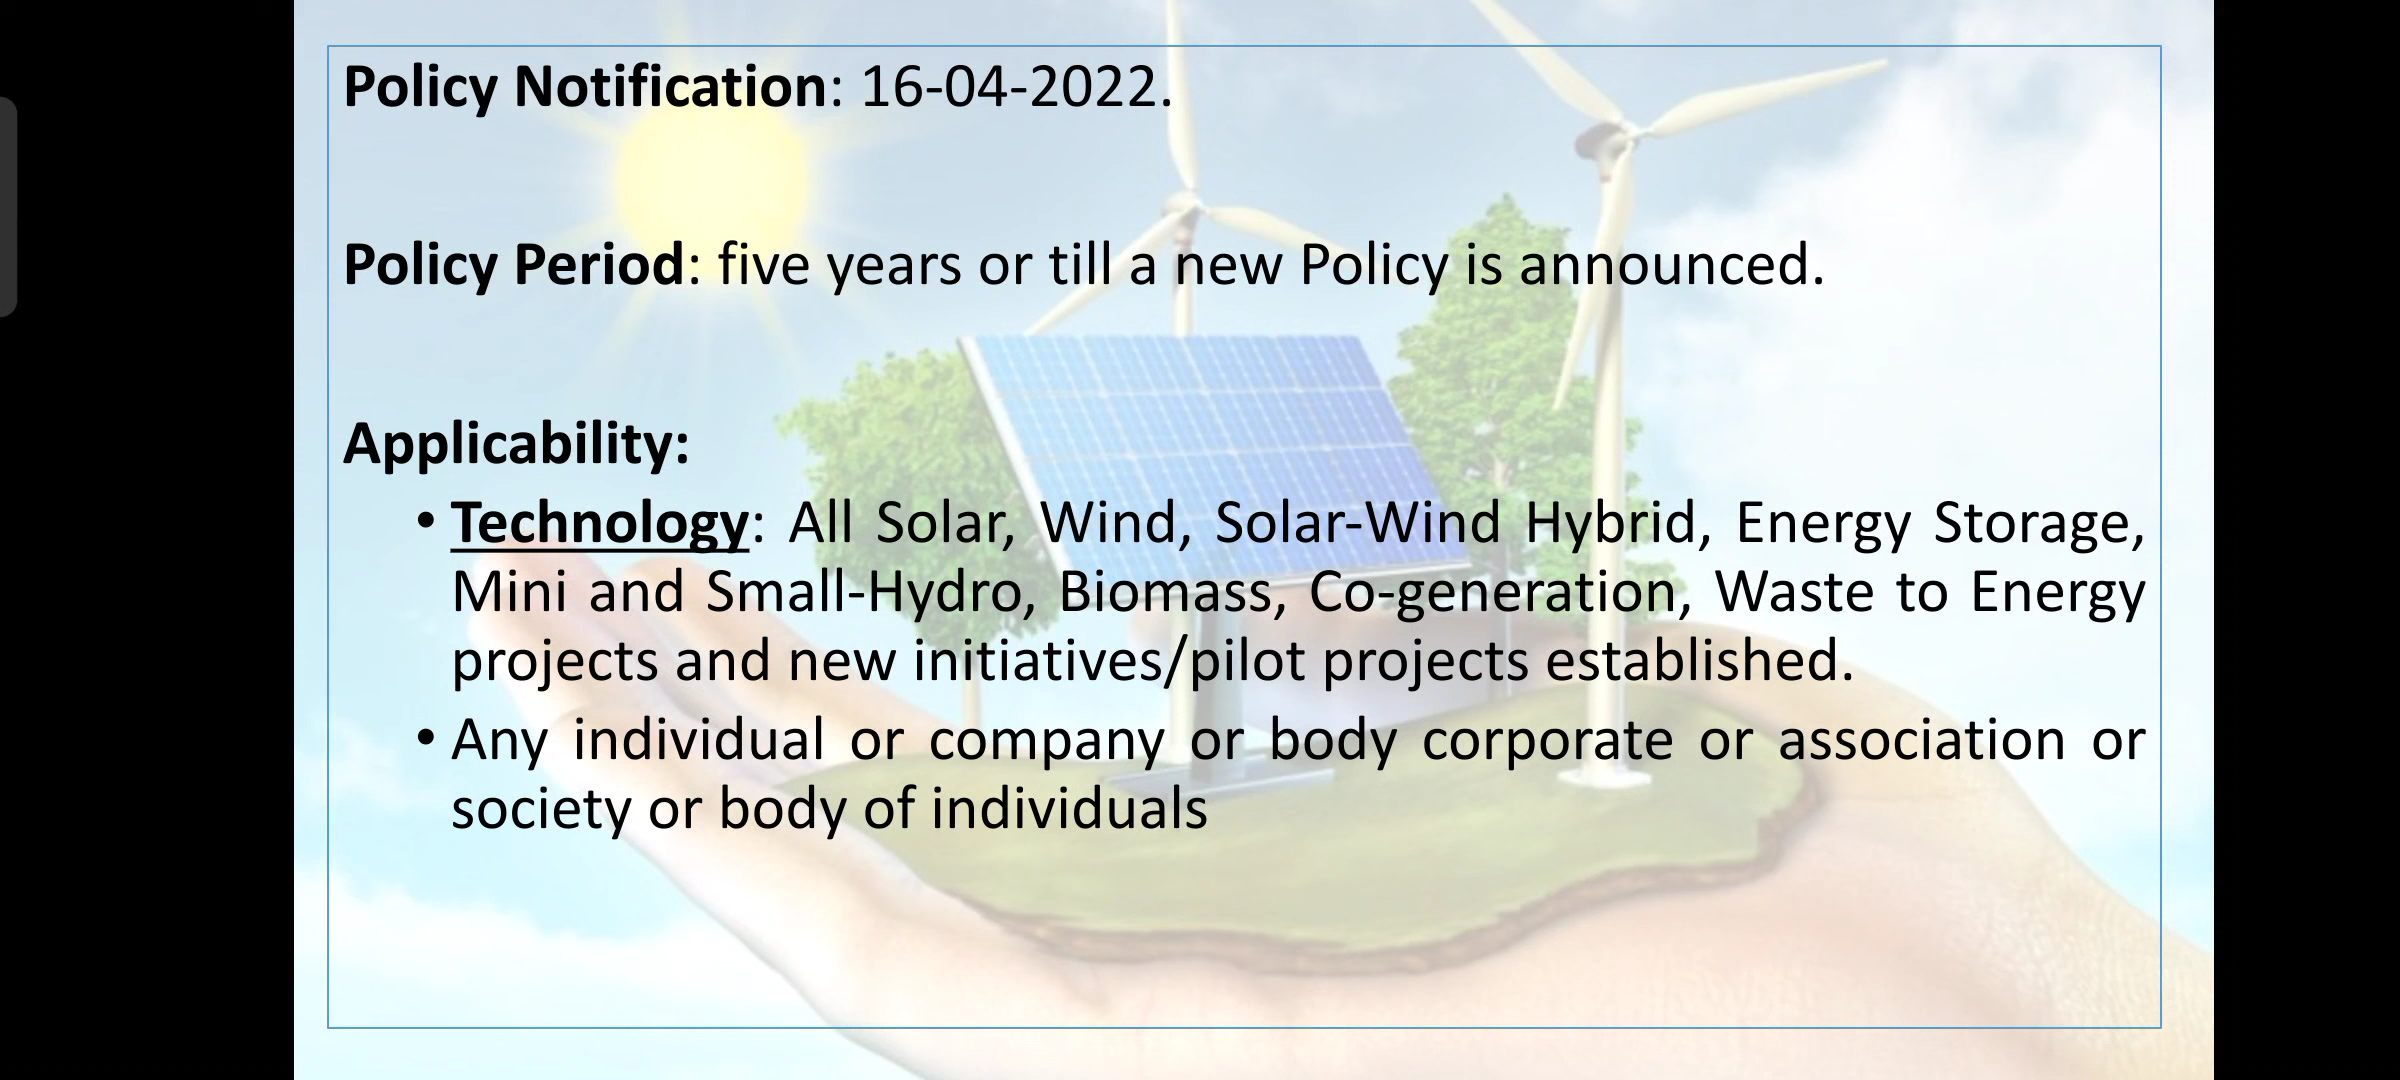 Policy Notification: 16-04-2022.
Policy Period: five years or till a new Policy is announced.
Applicability:
• Technology: All Solar, Wind, Solar-Wind Hybrid, Energy Storage,
Mini and Small-Hydro, Biomass, Co-generation, Waste to Energy
projects and new initiatives/pilot projects established.
• Any individual or company or body corporate or association or
society or body of individuals